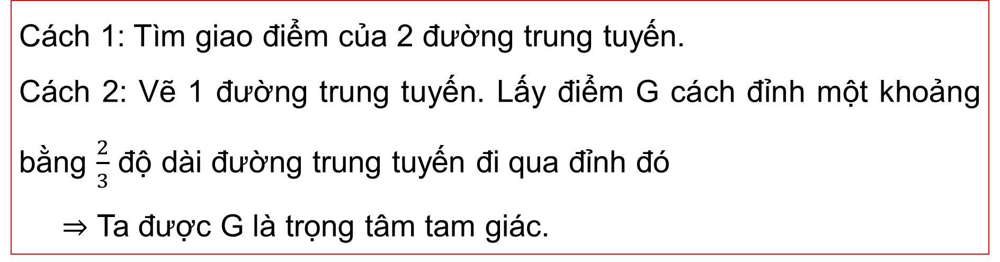 Cách 1: Tìm giao điểm của 2 đường trung tuyến.
Cách 2: Vẽ 1 đường trung tuyến. Lấy điểm G cách đỉnh một khoảng
bằng 2/3 độ dài đường trung tuyến đi qua đỉnh đó
⇒ Ta được G là trọng tâm tam giác.